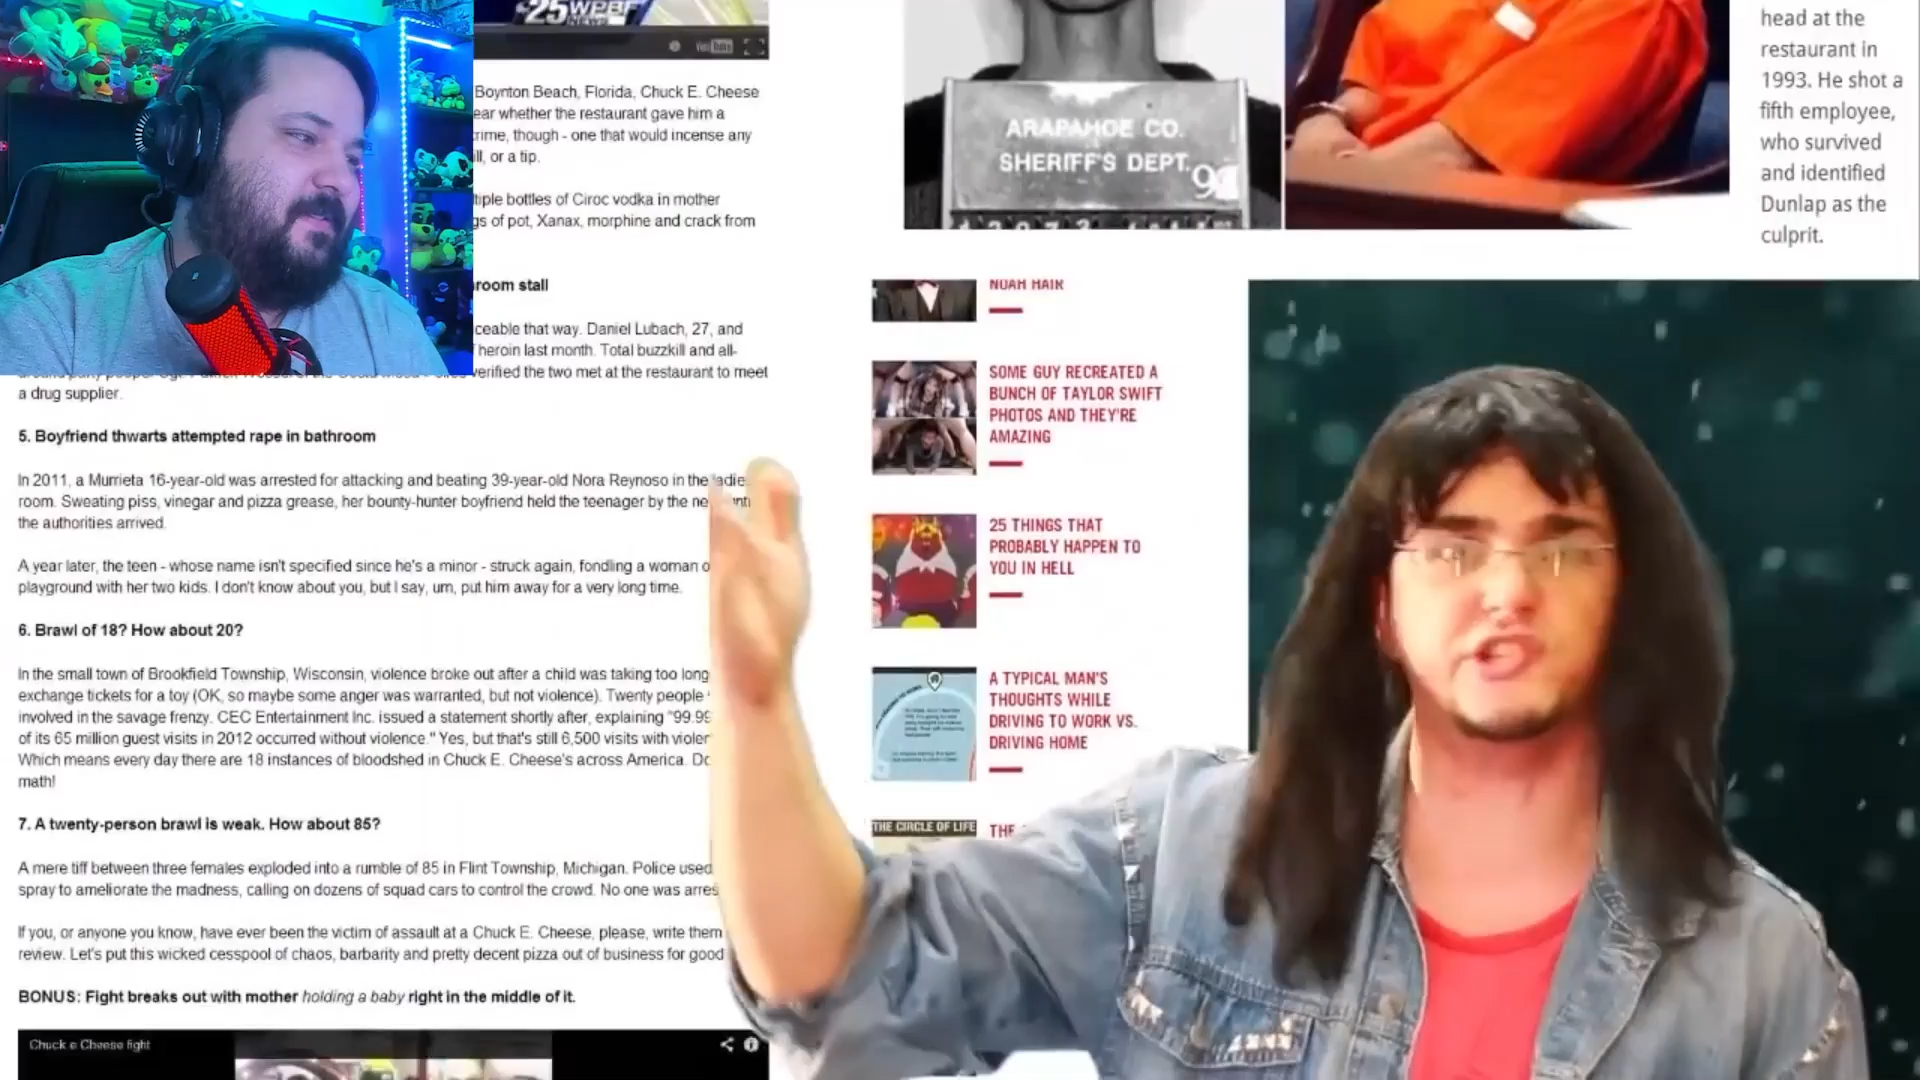 25 WPBF
NEWS
YouTube
Boynton Beach, Florida, Chuck E. Cheese
ear whether the restaurant gave him a
rime, though - one that would incense any
ll, or a tip.
tiple bottles of Ciroc vodka in mother
gs of pot, Xanax, morphine and crack from
room stall
ceable that way. Daniel Lubach, 27, and
heroin last month. Total buzzkill and all-
verified the two met at the restaurant to meet
a drug supplier.
5. Boyfriend thwarts attempted rape in bathroom
In 2011, a Murrieta 16-year-old was arrested for attacking and beating 39-year-old Nora Reynoso in the ladie
room. Sweating piss, vinegar and pizza grease, her bounty-hunter boyfriend held the teenager by the ne
the authorities arrived.
A year later, the teen - whose name isn't specified since he's a minor - struck again, fondling a woman o
playground with her two kids. I don't know about you, but I say, um, put him away for a very long time.
6. Brawl of 18? How about 20?
In the small town of Brookfield Township, Wisconsin, violence broke out after a child was taking too long
exchange tickets for a toy (OK, so maybe some anger was warranted, but not violence). Twenty people
involved in the savage frenzy. CEC Entertainment Inc. issued a statement shortly after, explaining "99.99
of its 65 million guest visits in 2012 occurred without violence." Yes, but that's still 6,500 visits with violen
Which means every day there are 18 instances of bloodshed in Chuck E. Cheese's across America. Do
math!
7. A twenty-person brawl is weak. How about 85?
A mere tiff between three females exploded into a rumble of 85 in Flint Township, Michigan. Police used
spray to ameliorate the madness, calling on dozens of squad cars to control the crowd. No one was arres
If you, or anyone you know, have ever been the victim of assault at a Chuck E. Cheese, please, write them
review. Let's put this wicked cesspool of chaos, barbarity and pretty decent pizza out of business for good
BONUS: Fight breaks out with mother holding a baby right in the middle of it.
Chuck e Cheese fight
ARAPAHOE CO.
SHERIFF'S DEPT.
head at the
restaurant in
1993. He shot a
fifth employee,
who survived
and identified
Dunlap as the
culprit.
NOAH HAIR
SOME GUY RECREATED A
BUNCH OF TAYLOR SWIFT
PHOTOS AND THEY'RE
AMAZING
25 THINGS THAT
PROBABLY HAPPEN TO
YOU IN HELL
A TYPICAL MAN'S
THOUGHTS WHILE
DRIVING TO WORK VS.
DRIVING HOME
THE CIRCLE OF LIFE
THE